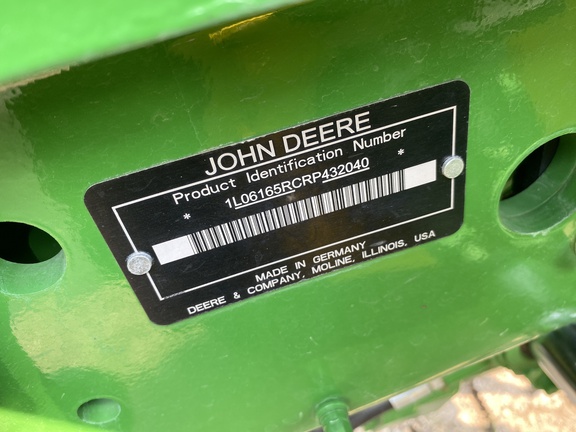 JOHN DEERE
Product Identification Number
* 1L06165RCRP432040 *
MADE IN GERMANY
DEERE & COMPANY, MOLINE, ILLINOIS, USA